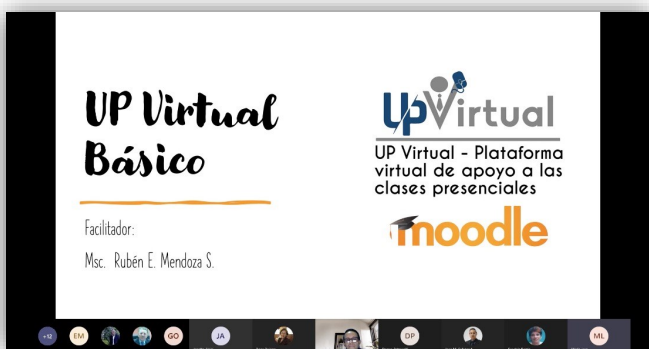 UP Virtual
Básico
Facilitador:
Msc. Rubén E. Mendoza S.
UpVirtual
UP Virtual - Plataforma
virtual de apoyo a las
clases presenciales
moodle
+12
EM
GO
JA
DP
ML